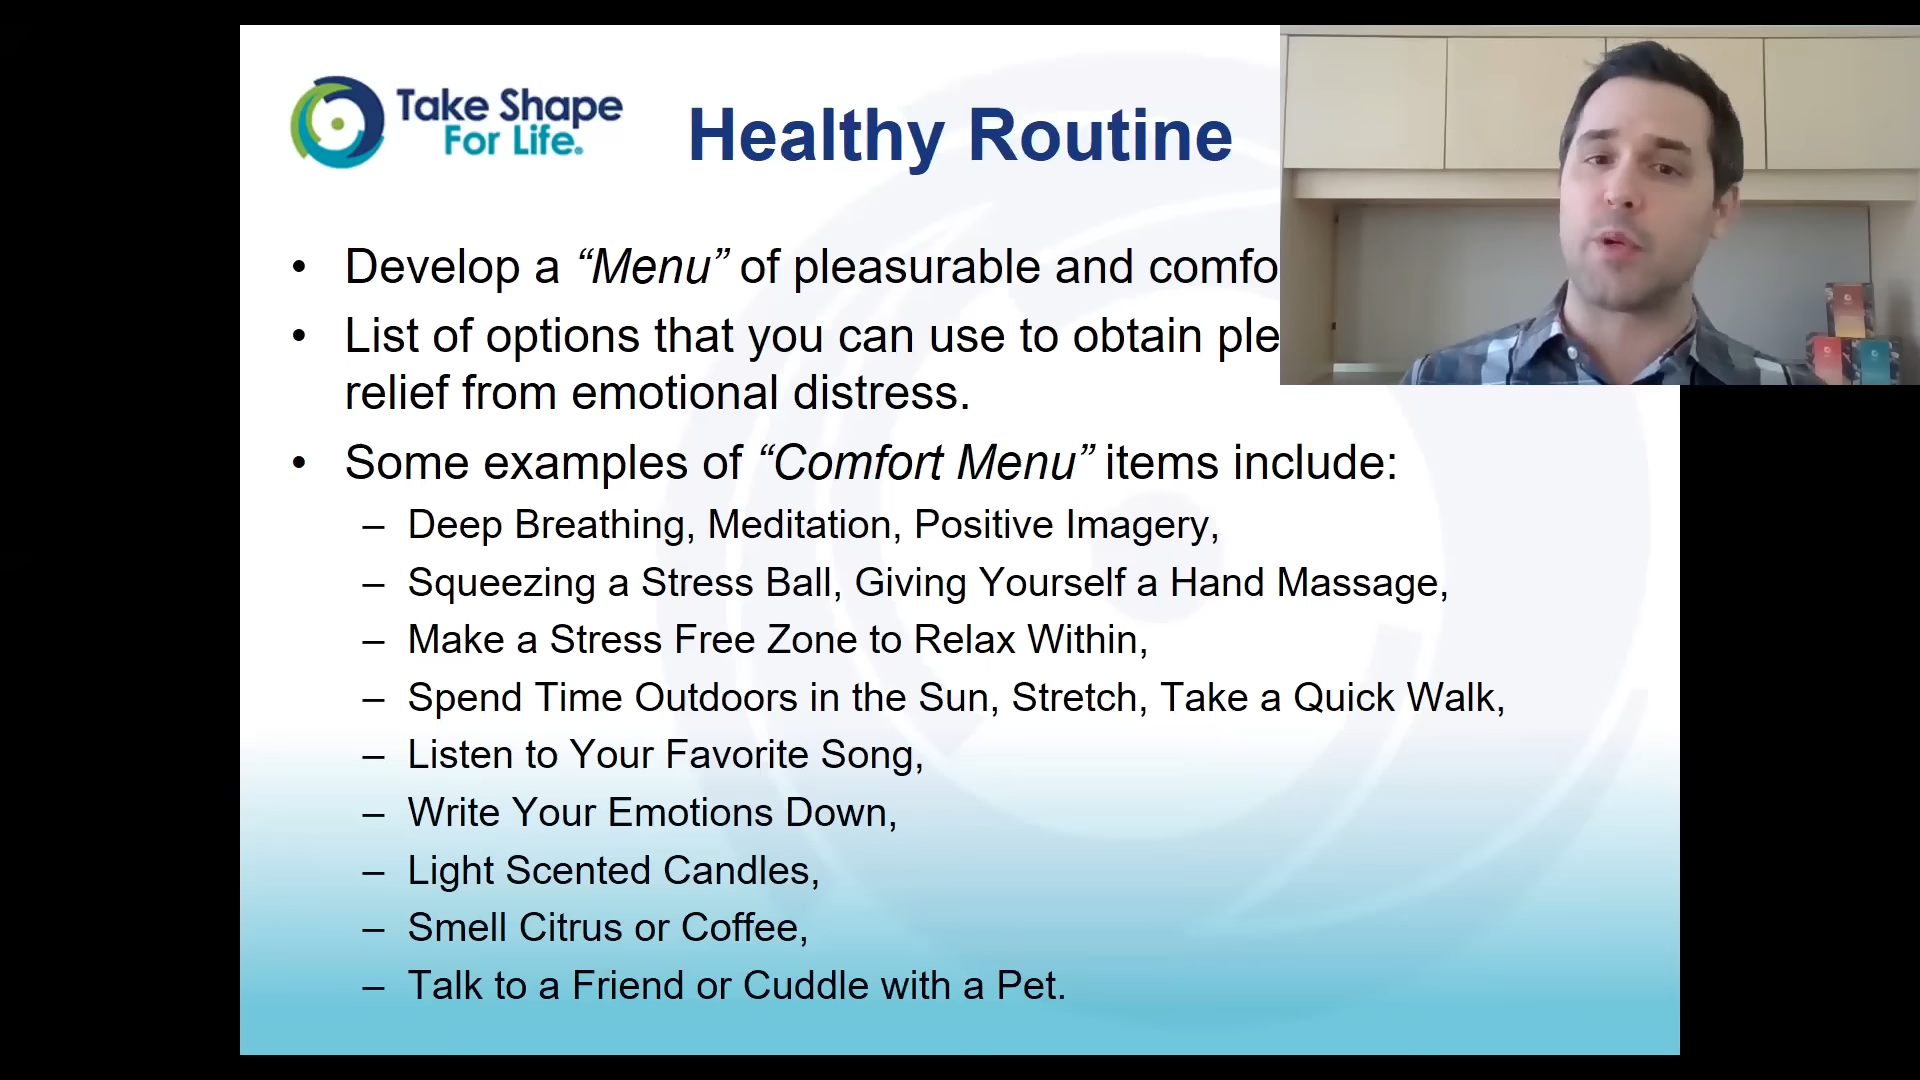 Take Shape
For Life.
Healthy Routine
• Develop a “Menu” of pleasurable and
• List of options that you can use to obtain
relief from emotional distress.
• Some examples of “Comfort Menu” items include:
– Deep Breathing, Meditation, Positive Imagery,
– Squeezing a Stress Ball, Giving Yourself a Hand Massage,
– Make a Stress Free Zone to Relax Within,
– Spend Time Outdoors in the Sun, Stretch, Take a Quick Walk,
– Listen to Your Favorite Song,
– Write Your Emotions Down,
– Light Scented Candles,
– Smell Citrus or Coffee,
– Talk to a Friend or Cuddle with a Pet.